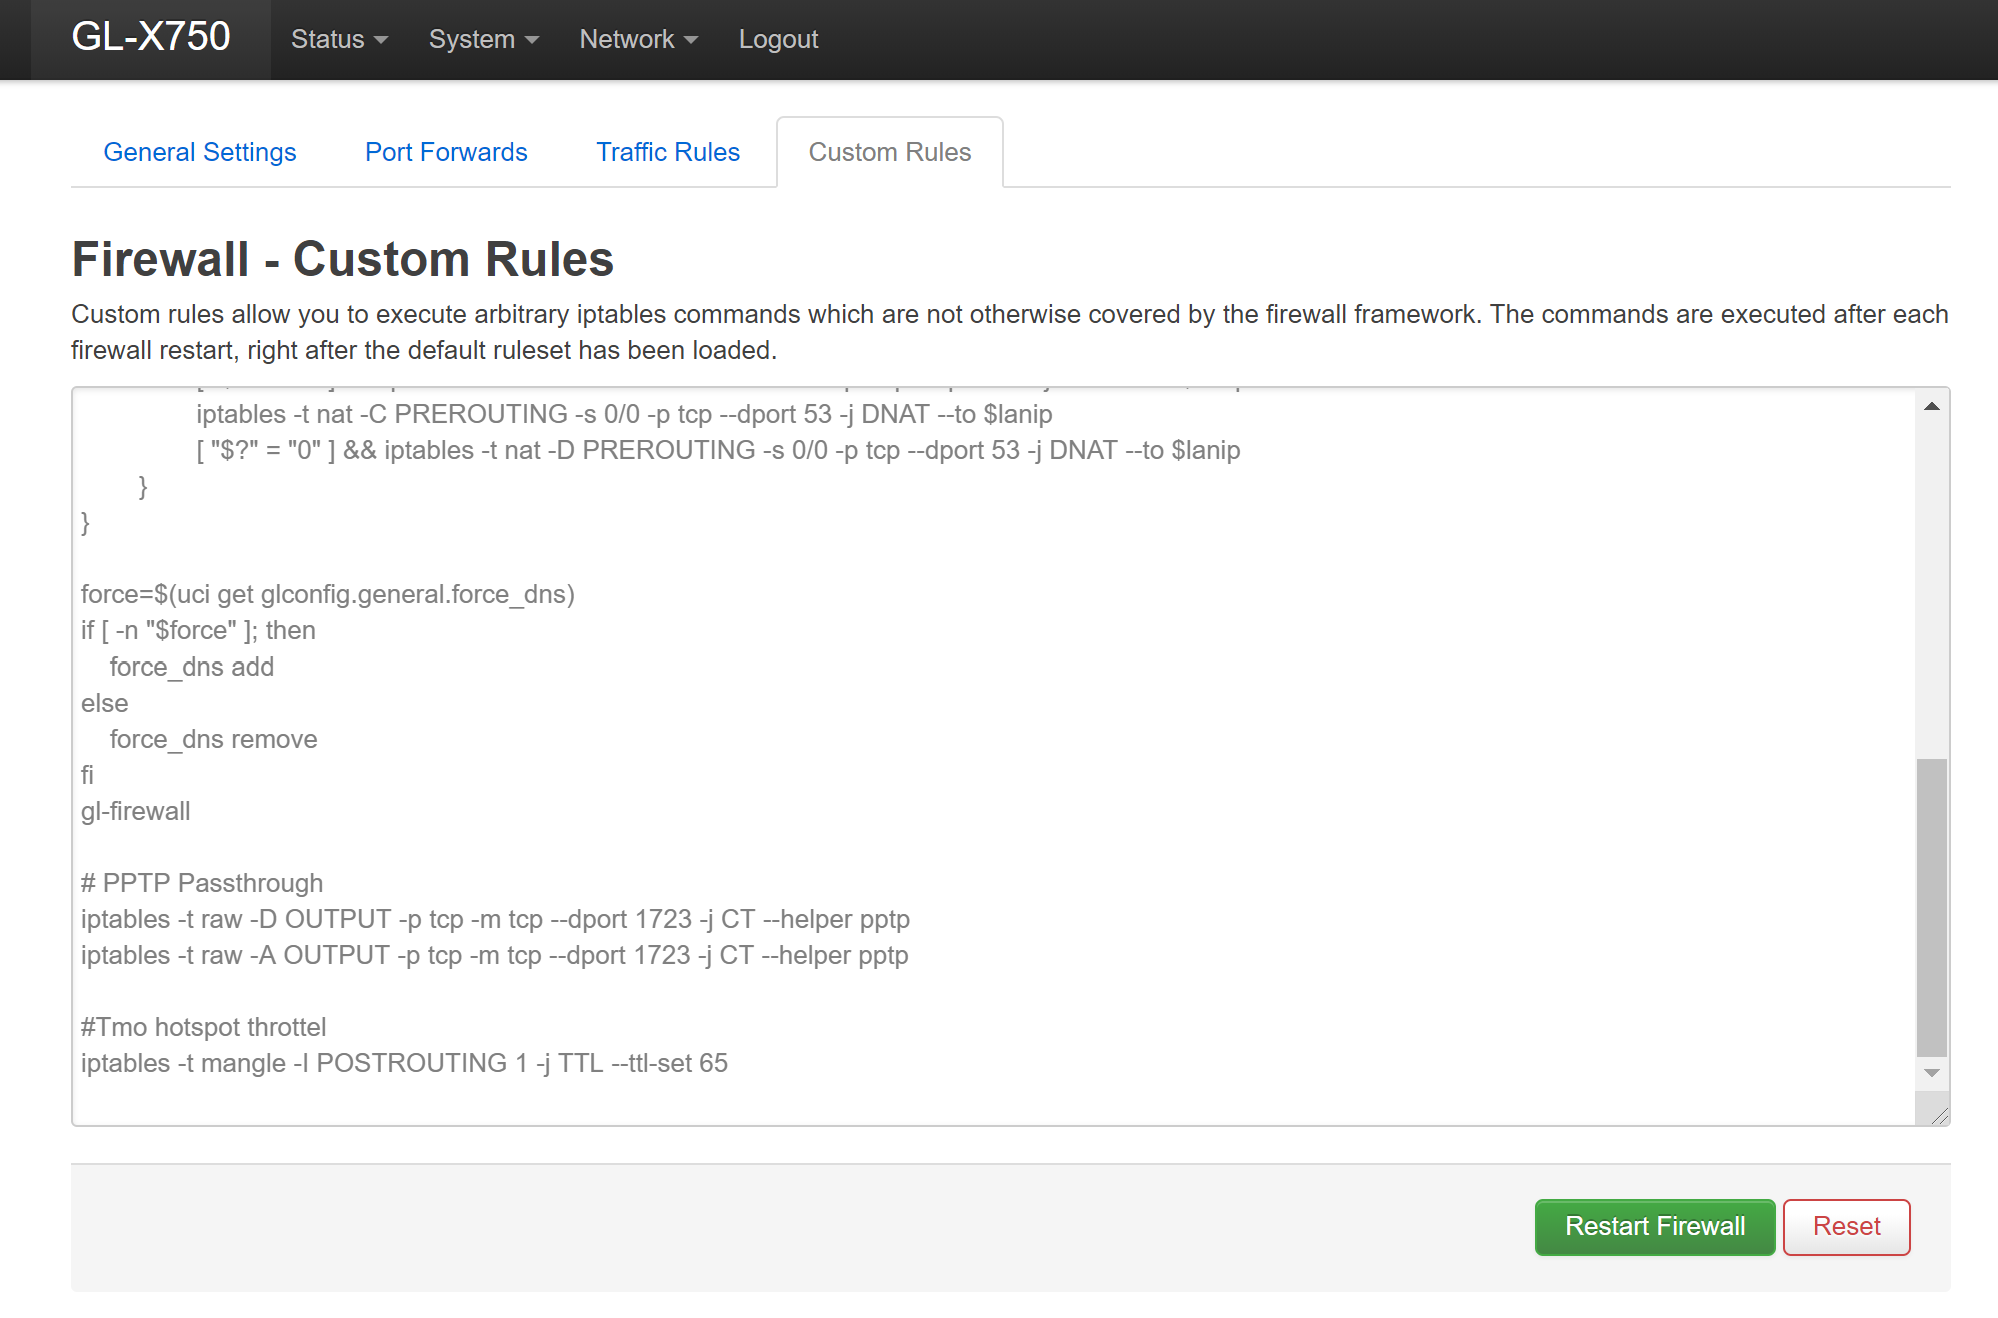 GL-X750 Status System Network Logout
General Settings Port Forwards Traffic Rules Custom Rules
Firewall - Custom Rules
Custom rules allow you to execute arbitrary iptables commands which are not otherwise covered by the firewall framework. The commands are executed after each
firewall restart, right after the default ruleset has been loaded.
iptables -t nat -C PREROUTING -s 0/0 -p tcp --dport 53 -j DNAT --to $lanip
[ "$?" = "0" ] && iptables -t nat -D PREROUTING -s 0/0 -p tcp --dport 53 -j DNAT --to $lanip
}
}
force=$(uci get glconfig.general.force_dns)
if [ -n "$force" ]; then
force_dns add
else
force_dns remove
fi
gl-firewall
# PPTP Passthrough
iptables -t raw -D OUTPUT -p tcp -m tcp --dport 1723 -j CT --helper pptp
iptables -t raw -A OUTPUT -p tcp -m tcp --dport 1723 -j CT --helper pptp
#Tmo hotspot throttel
iptables -t mangle -I POSTROUTING 1 -j TTL --ttl-set 65
Restart Firewall Reset